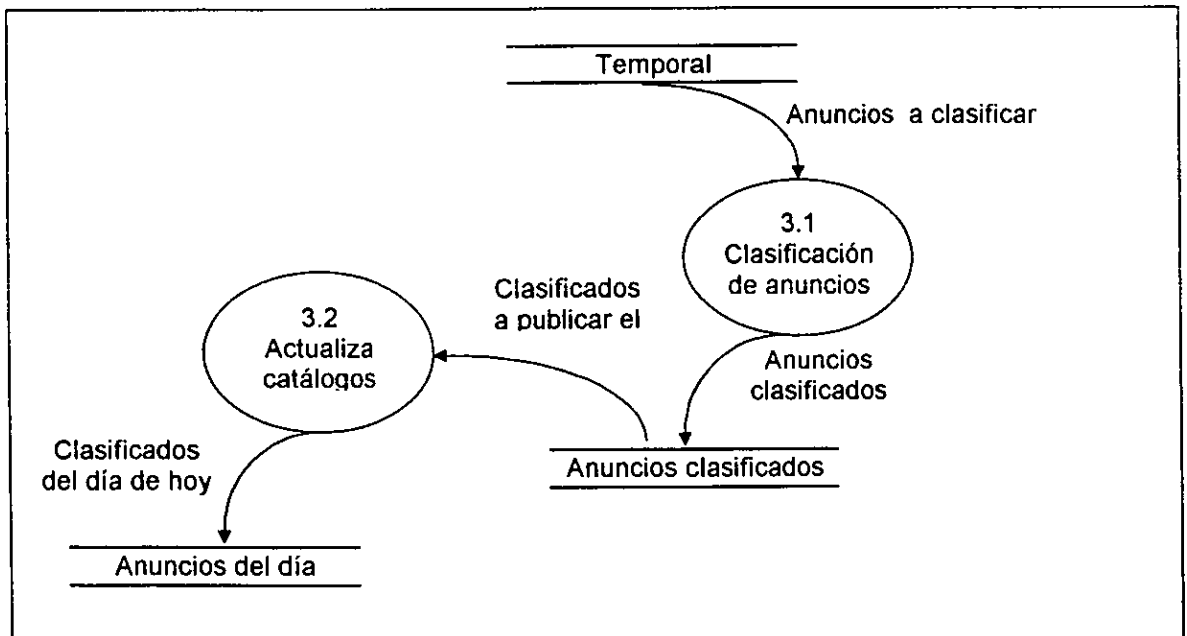 Temporal
Anuncios a clasificar
3.1
Clasificación
de anuncios
Clasificados
a publicar el
3.2
Actualiza
catálogos
Anuncios
clasificados
Clasificados
del día de hoy
Anuncios clasificados
Anuncios del día